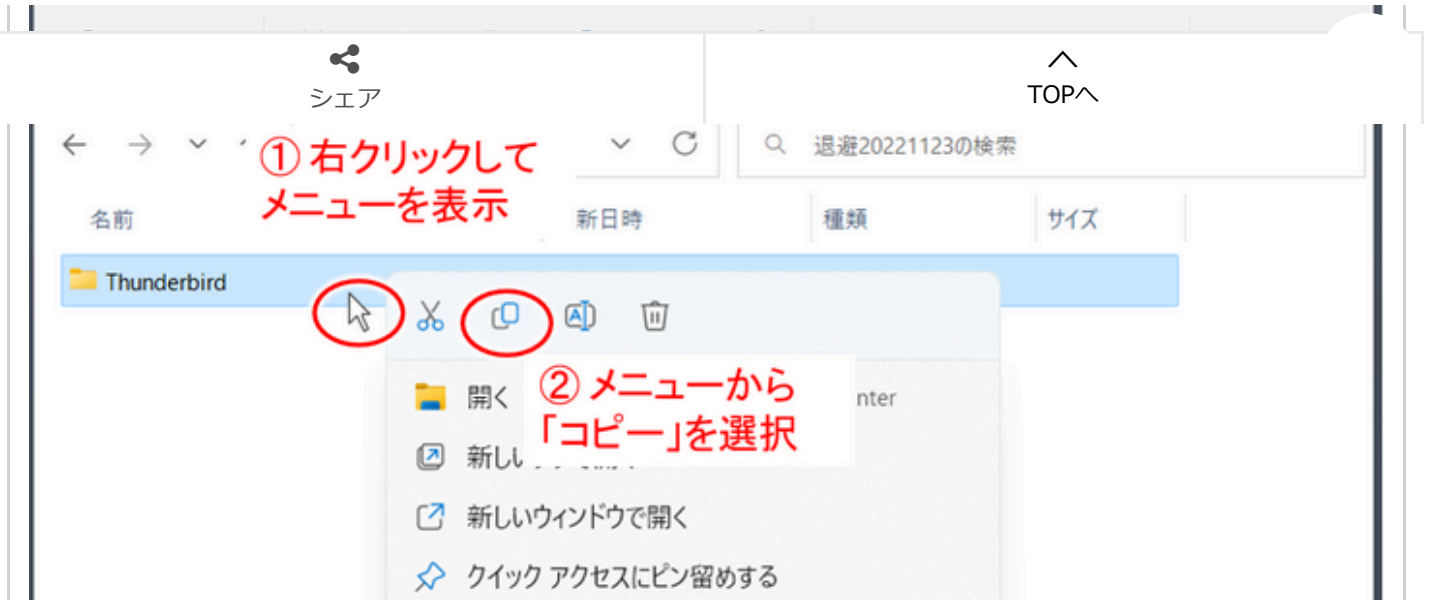 シェア
TOPへ
① 右クリックして
メニューを表示
退避20221123の検索
名前
新日時
種類
サイズ
Thunderbird
開く
② メニューから
「コピー」を選択
nter
新しい
新しいウィンドウで開く
クイック アクセスにピン留めする